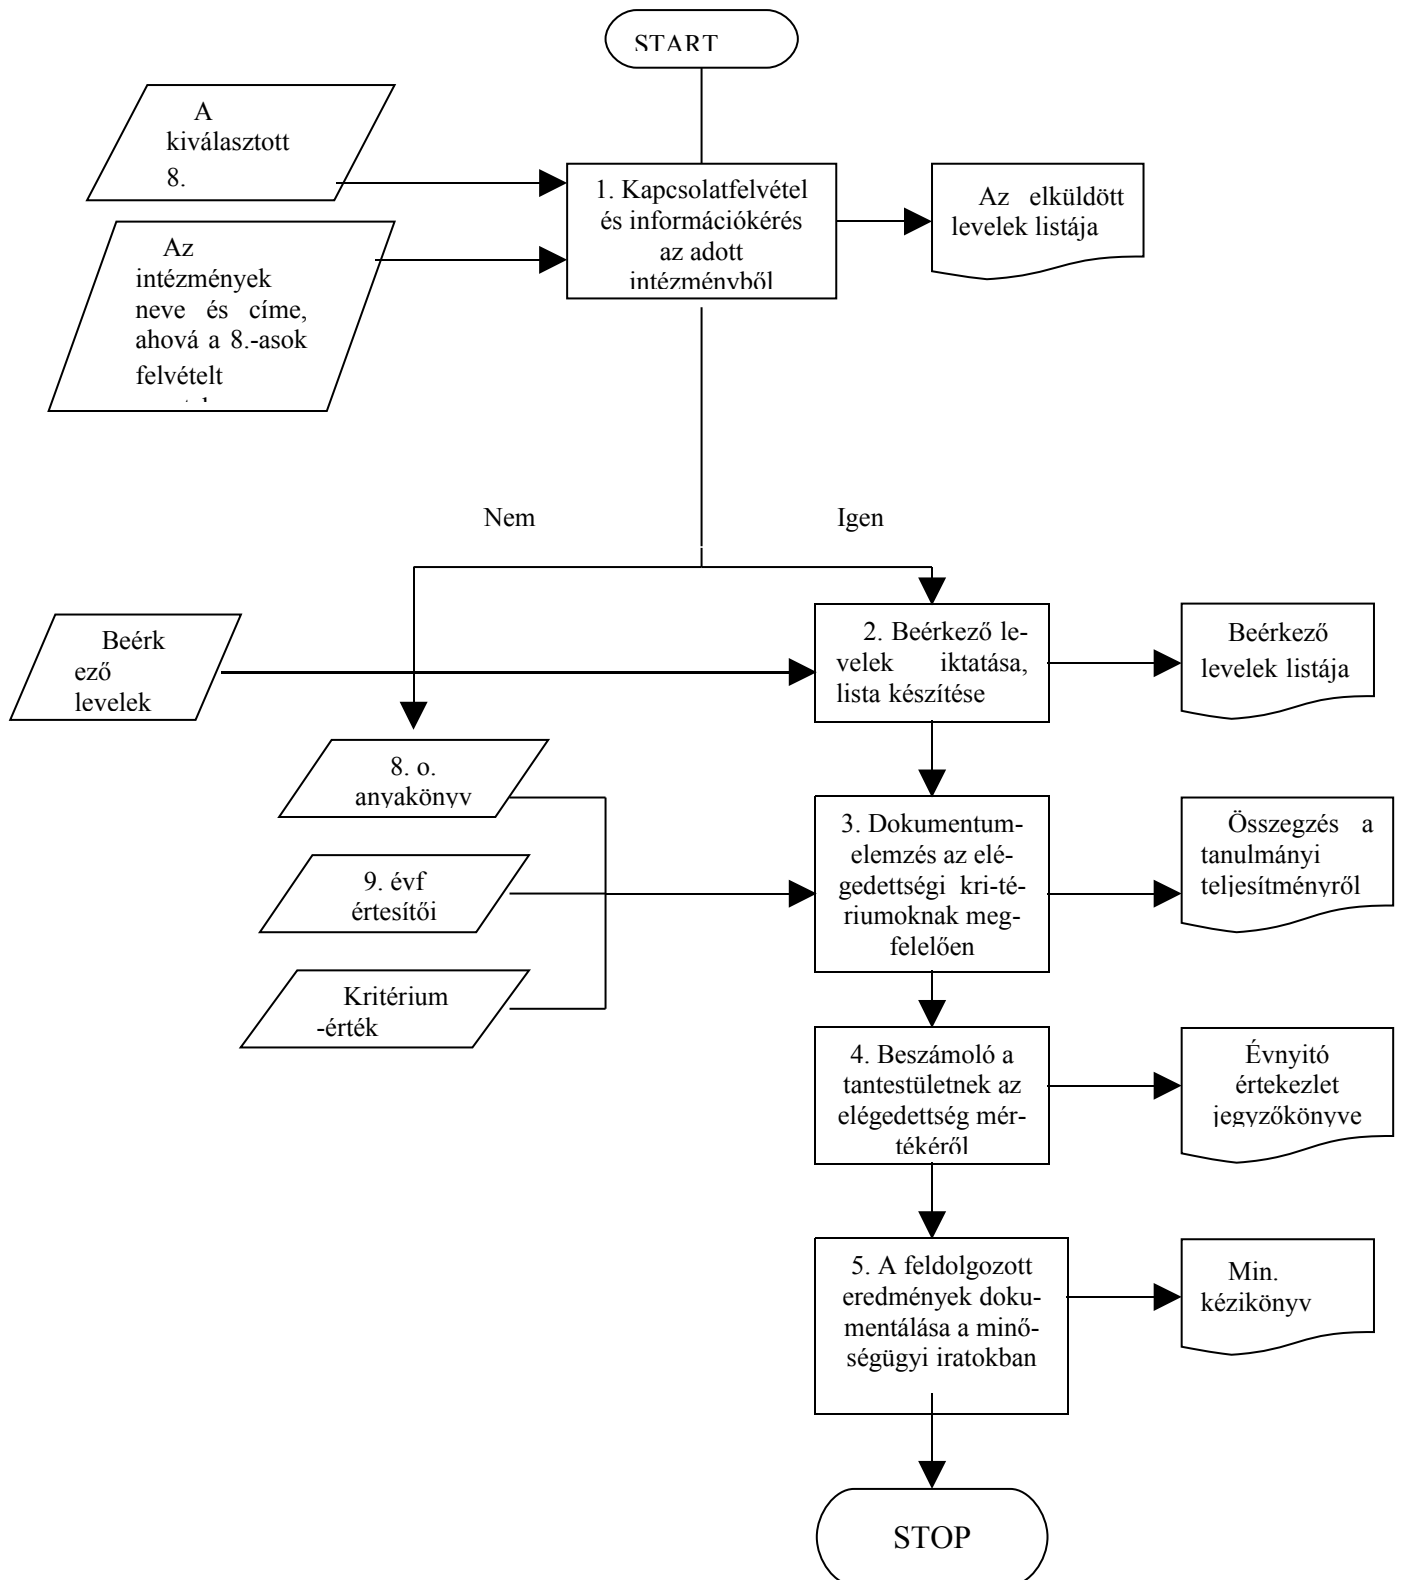 START
A
kiválasztott
8.
1. Kapcsolatfelvétel
és információkérés
az adott
intézményből
Az elküldött
levelek listája
Az
intézmények
neve és címe,
ahová a 8.-asok
felvételt
Nem
Igen
Beérk
ező
levelek
2. Beérkező le-
velek iktatása,
lista készítése
Beérkező
levelek listája
8. o.
anyakönyv
9. évf
értesítői
Kritérium
-érték
3. Dokumentum-
elemzés az elé-
gedettségi kri-té-
riumoknak meg-
felelően
Összegzés a
tanulmányi
teljesítményről
4. Beszámoló a
tantestületnek az
elégedettség mér-
tékéről
Évnyitó
értekezlet
jegyzőkönyve
5. A feldolgozott
eredmények doku-
mentálása a minő-
ségügyi iratokban
Min.
kézikönyv
STOP